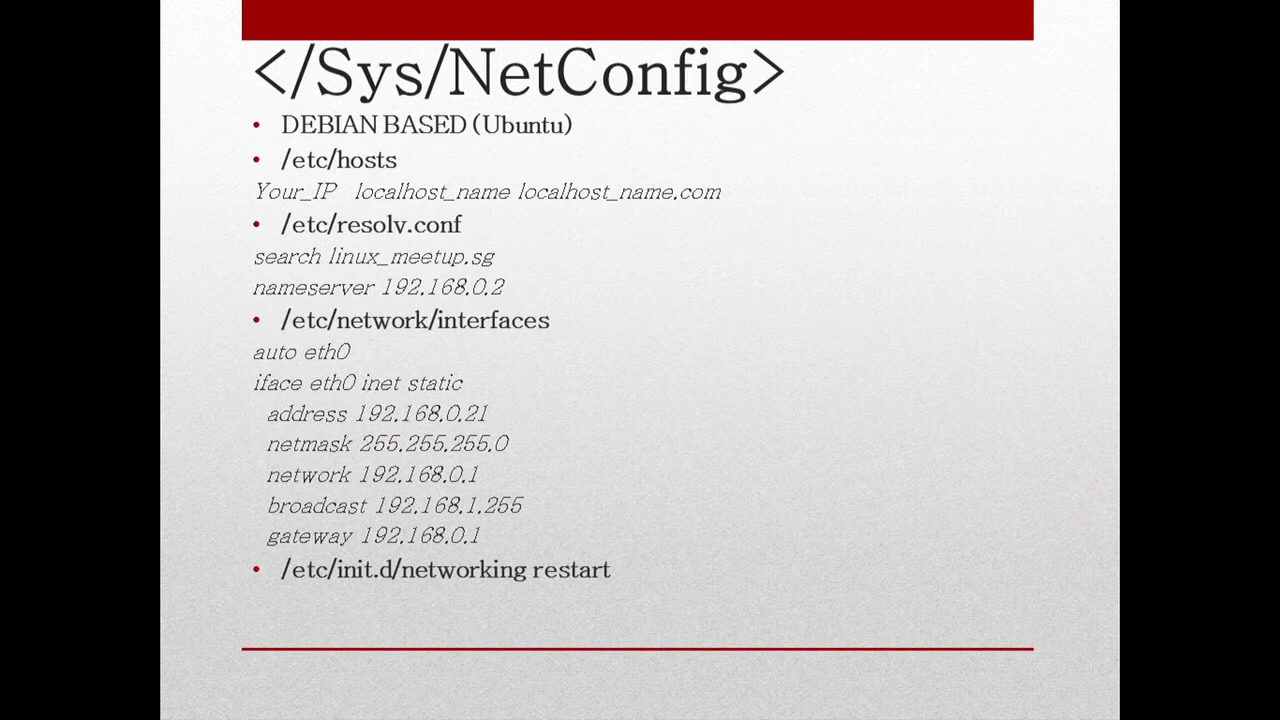 </Sys/NetConfig>
• DEBIAN BASED (Ubuntu)
• /etc/hosts
Your_IP localhost_name localhost_name.com
• /etc/resolv.conf
search linux_meetup.sg
nameserver 192.168.0.2
• /etc/network/interfaces
auto eth0
iface eth0 inet static
address 192.168.0.21
netmask 255.255.255.0
network 192.168.0.1
broadcast 192.168.1.255
gateway 192.168.0.1
• /etc/init.d/networking restart